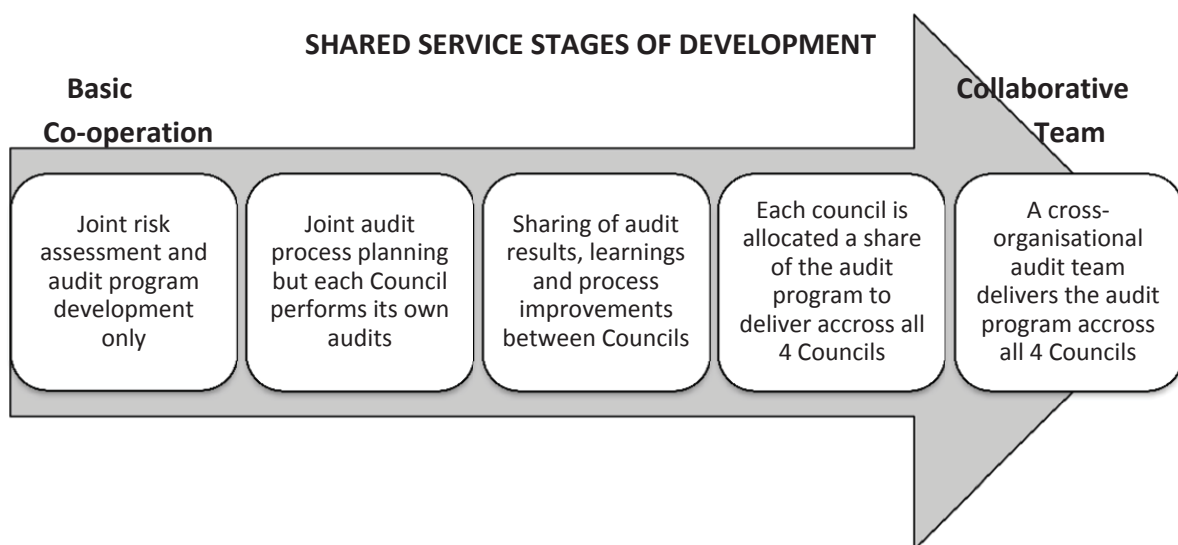 SHARED SERVICE STAGES OF DEVELOPMENT
Basic
Co-operation
Collaborative
Team
Joint risk
assessment and
audit program
development
only
Joint audit
process planning
but each Council
performs its own
audits
Sharing of audit
results, learnings
and process
improvements
between Councils
Each council is
allocated a share
of the audit
program to
deliver accross all
4 Councils
A cross-
organisational
audit team
delivers the audit
program accross
all 4 Councils